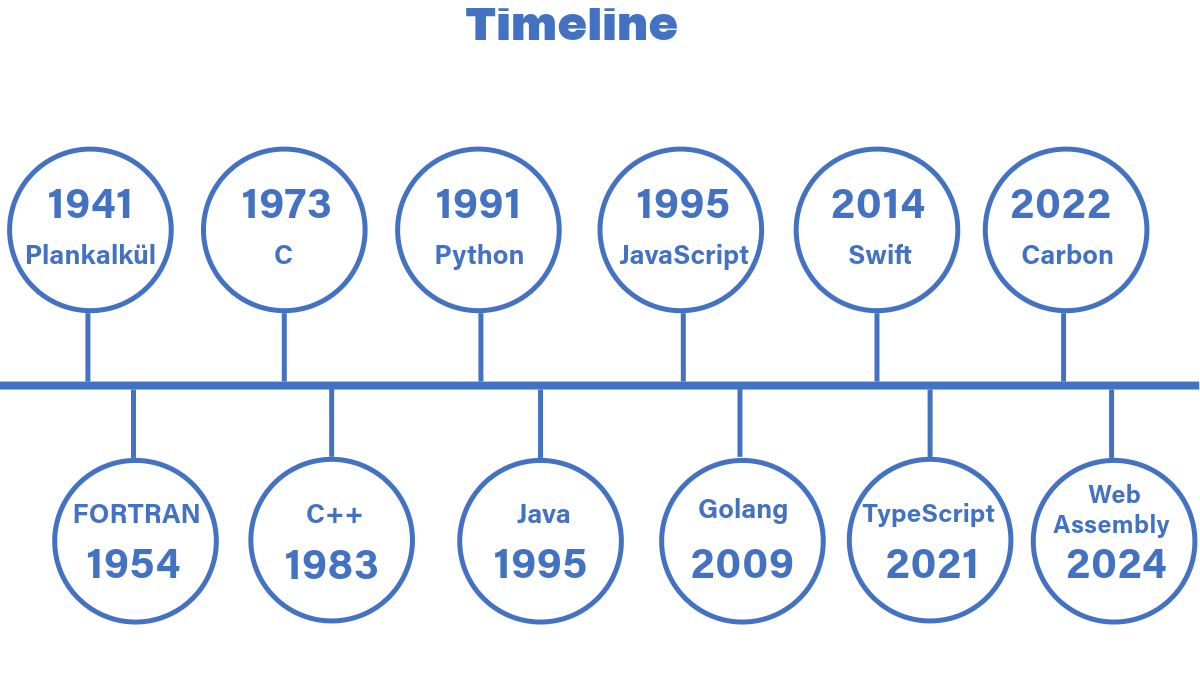 Timeline
1941
Plankalkül
1973
C
1991
Python
1995
JavaScript
2014
Swift
2022
Carbon
FORTRAN
1954
C++
1983
Java
1995
Golang
2009
TypeScript
2021
Web
Assembly
2024